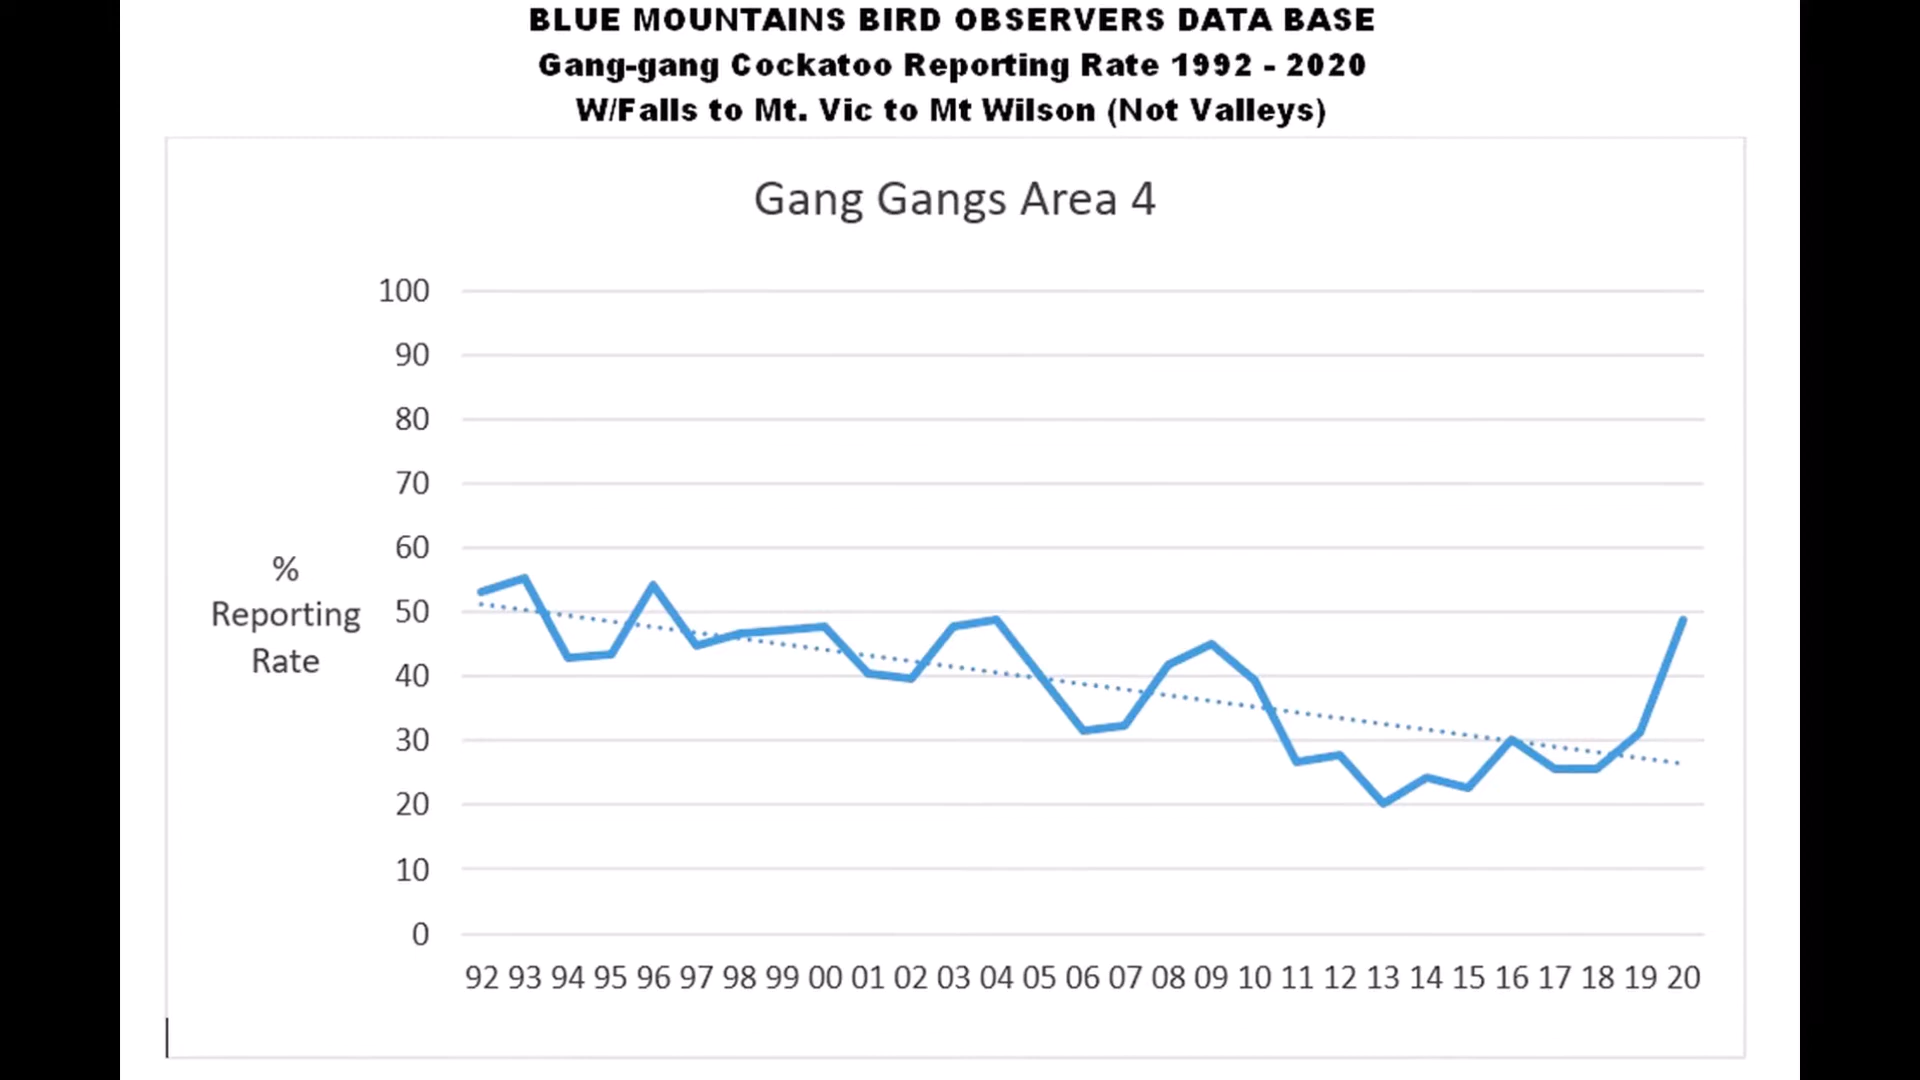 BLUE MOUNTAINS BIRD OBSERVERS DATA BASE
Gang-gang Cockatoo Reporting Rate 1992 - 2020
W/Falls to Mt. Vic to Mt Wilson (Not Valleys)
Gang Gangs Area 4
100
90
80
70
60
50
40
30
20
10
0
%
Reporting
Rate
92 93 94 95 96 97 98 99 00 01 02 03 04 05 06 07 08 09 10 11 12 13 14 15 16 17 18 19 20